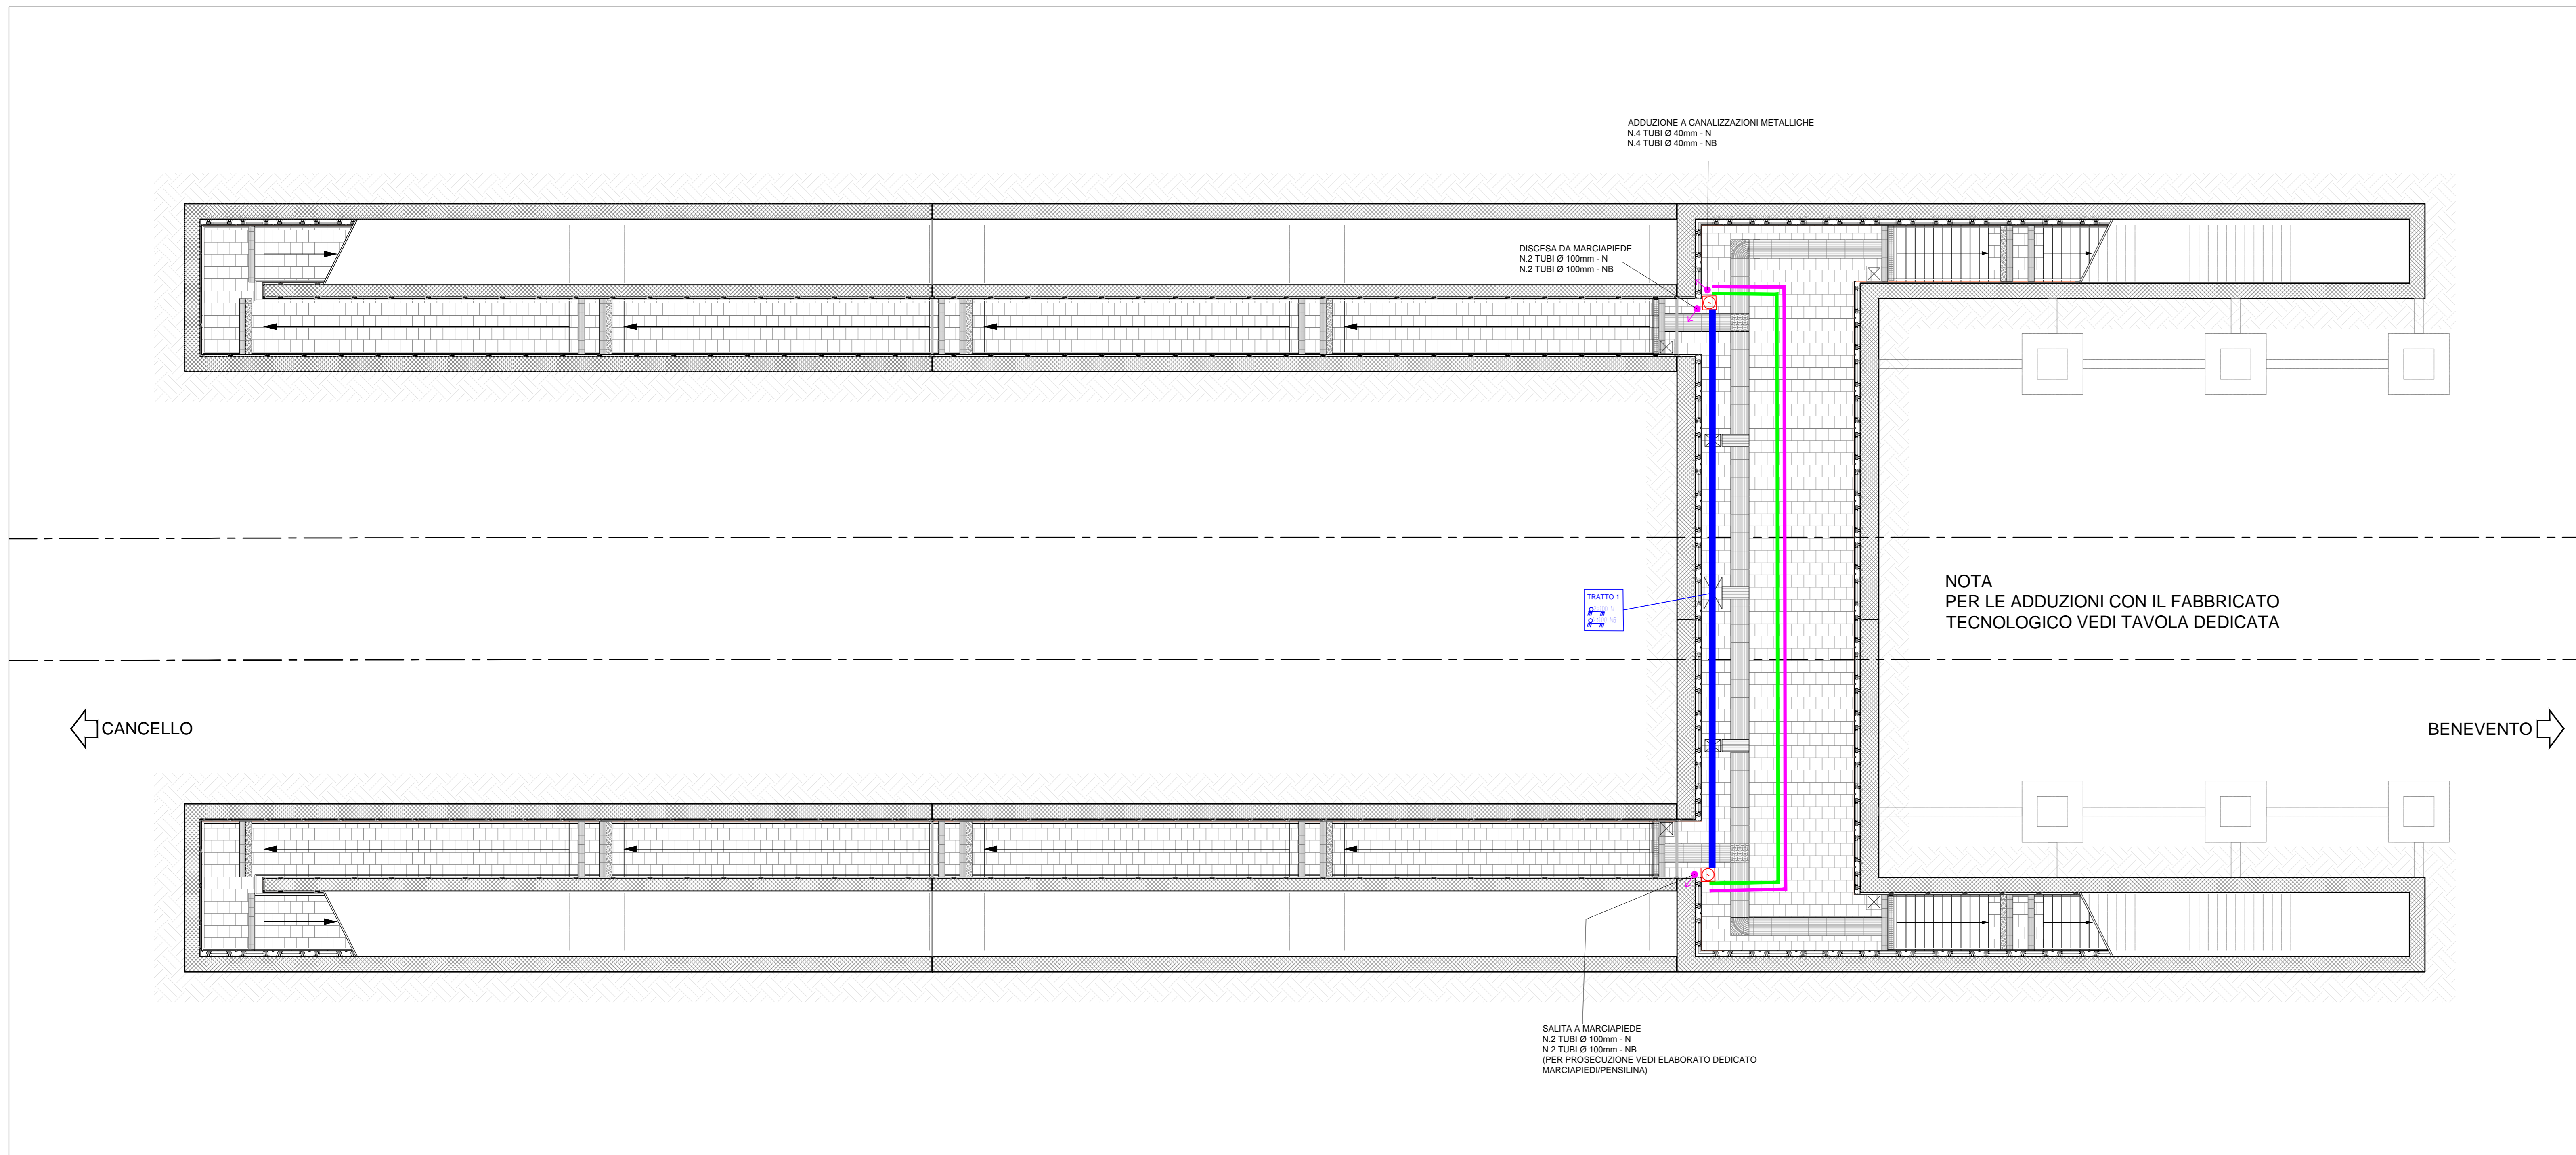 ADDUZIONE A CANALIZZAZIONI METALLICHE
N.4 TUBI Ø 40mm - N
N.4 TUBI Ø 40mm - NB
DISCESA DA MARCIAPIEDE
N.2 TUBI Ø 100mm - N
N.2 TUBI Ø 100mm - NB
NOTA
PER LE ADDUZIONI CON IL FABBRICATO
TECNOLOGICO VEDI TAVOLA DEDICATA
TRATTO 1
CANCELLO
BENEVENTO
SALITA A MARCIAPIEDE
N.2 TUBI Ø 100mm - N
N.2 TUBI Ø 100mm - NB
(PER PROSECUZIONE VEDI ELABORATO DEDICATO
MARCIAPIEDI/PENSILINA)